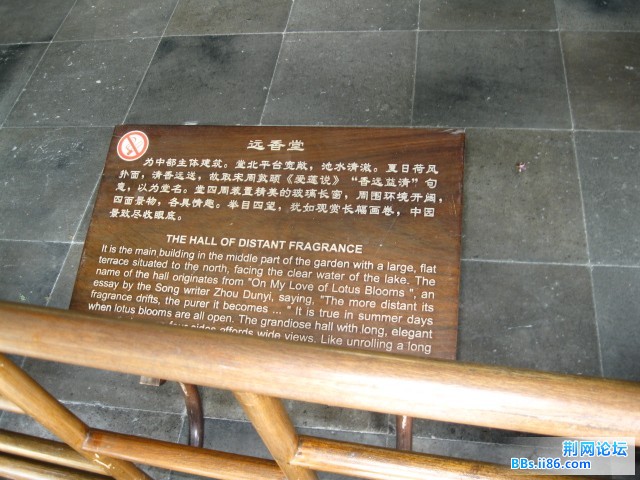 远香堂
为中部主体建筑。堂北平台宽敞，池水清澈。夏日荷风
扑面，清香远送，故取宋周敦颐《爱莲说》“香远益清”句
意，以为堂名。堂四周装置精美的玻璃长窗，周围环境开阔，
四面景物，各具情趣。举目四望，犹如观赏长幅画卷，中园
景致尽收眼底。
THE HALL OF DISTANT FRAGRANCE
It is the main building in the middle part of the garden with a large, flat
terrace situated to the north, facing the clear water of the lake. The
name of the hall originates from "On My Love of Lotus Blooms ", an
essay by the Song writer Zhou Dunyi, saying, "The more distant its
fragrance drifts, the purer it becomes ... " It is true in summer days
when lotus blooms are all open. The grandiose hall with long, elegant
four sides affords wide views. Like unrolling a long
荆网论坛
BBs.ii86.com